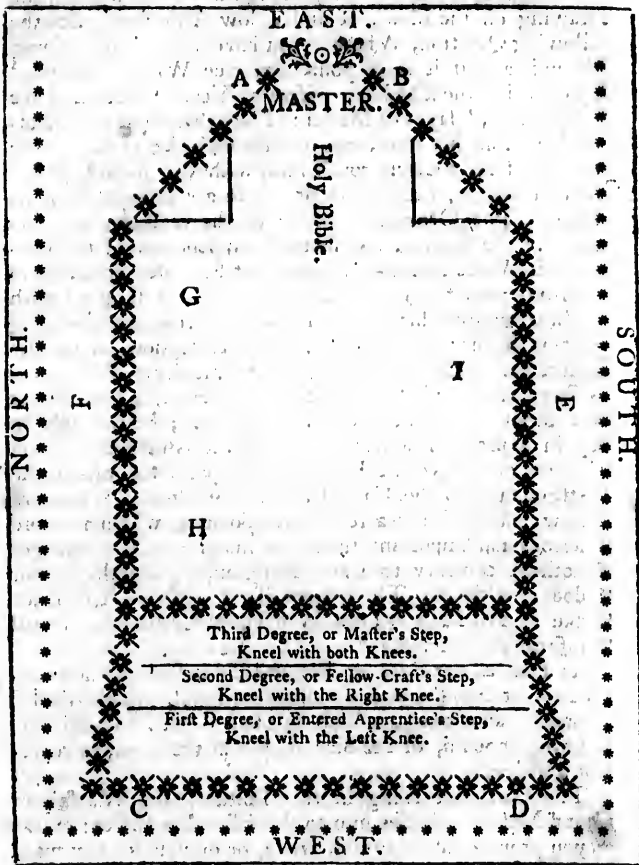 EAST.
A B
MASTER.
Holy Bible.
G
NORTH.
SOUTH.
I
F
E
H
Third Degree, or Maſter's Step,
Kneel with both Knees.
Second Degree, or Fellow-Craft's Step,
Kneel with the Right Knee.
Firſt Degree, or Entered Apprentice's Step,
Kneel with the Left Knee.
C D
WEST.